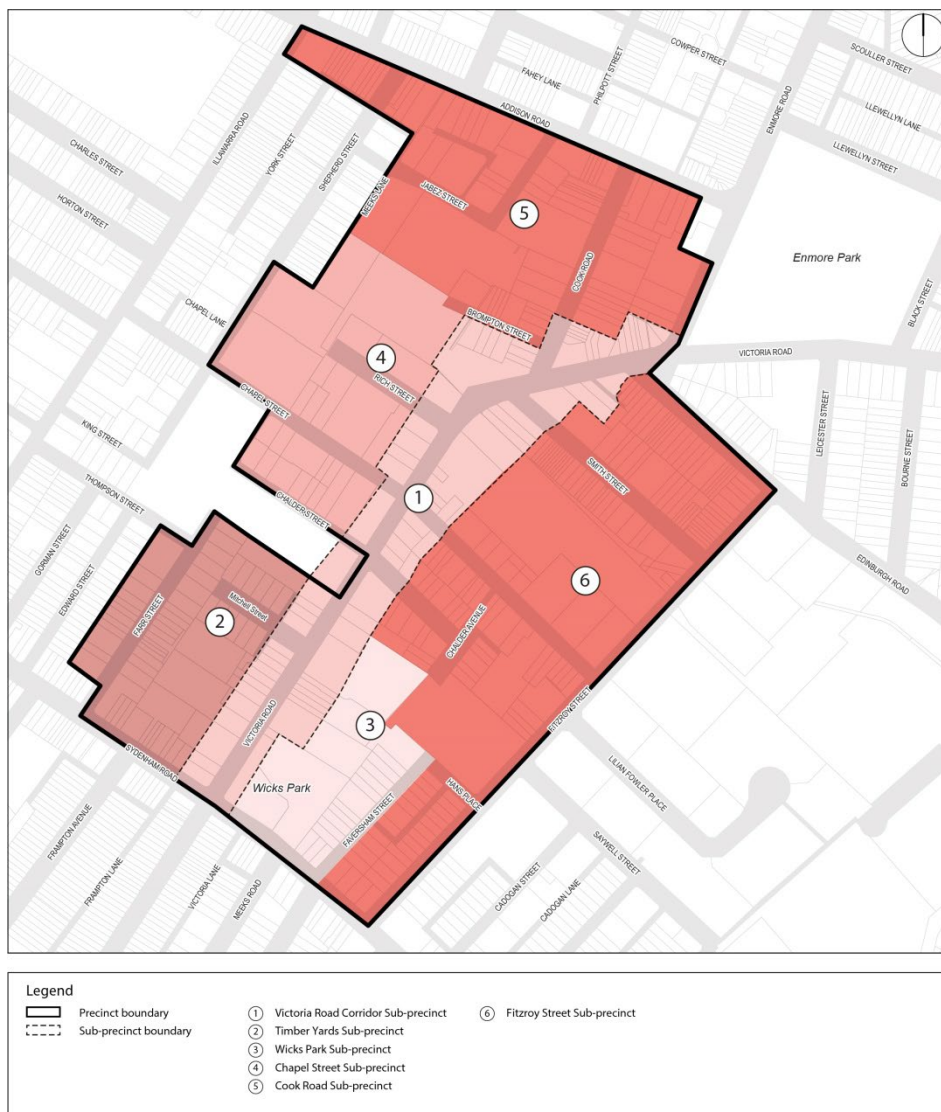 COWPER STREET
SCOULLER STREET
PHILPOTT STREET
FAHEY LANE
ADDISON ROAD
ENMORE ROAD
LLEWELLYN LANE
LLEWELLYN STREET
ILLAWARRA ROAD
YORK STREET
SHEPHERD STREET
CHARLES STREET
MEEKS LANE
JABEZ STREET
5
HORTON STREET
COOK ROAD
Enmore Park
BLACK STREET
CHAPEL LANE
BROMPTON STREET
4
RICH STREET
VICTORIA ROAD
CHAPEL STREET
LEICESTER STREET
BOURNE STREET
KING STREET
SMITH STREET
THOMPSON STREET
1
CHALDER STREET
GORMAN STREET
EDWARD STREET
EDINBURGH ROAD
6
Mitchell Street
FARR STREET
2
CHALDER AVENUE
VICTORIA ROAD
3
FITZROY STREET
SYDENHAM ROAD
Wicks Park
HANS PLACE
LILIAN FOWLER PLACE
FAVERSHAM STREET
FRAMPTON AVENUE
FRAMPTON LANE
VICTORIA LANE
MEEKS ROAD
SAYWELL STREET
CADOGAN STREET
CADOGAN LANE
Legend
Precinct boundary
Sub-precinct boundary
1 Victoria Road Corridor Sub-precinct
2 Timber Yards Sub-precinct
3 Wicks Park Sub-precinct
4 Chapel Street Sub-precinct
5 Cook Road Sub-precinct
6 Fitzroy Street Sub-precinct